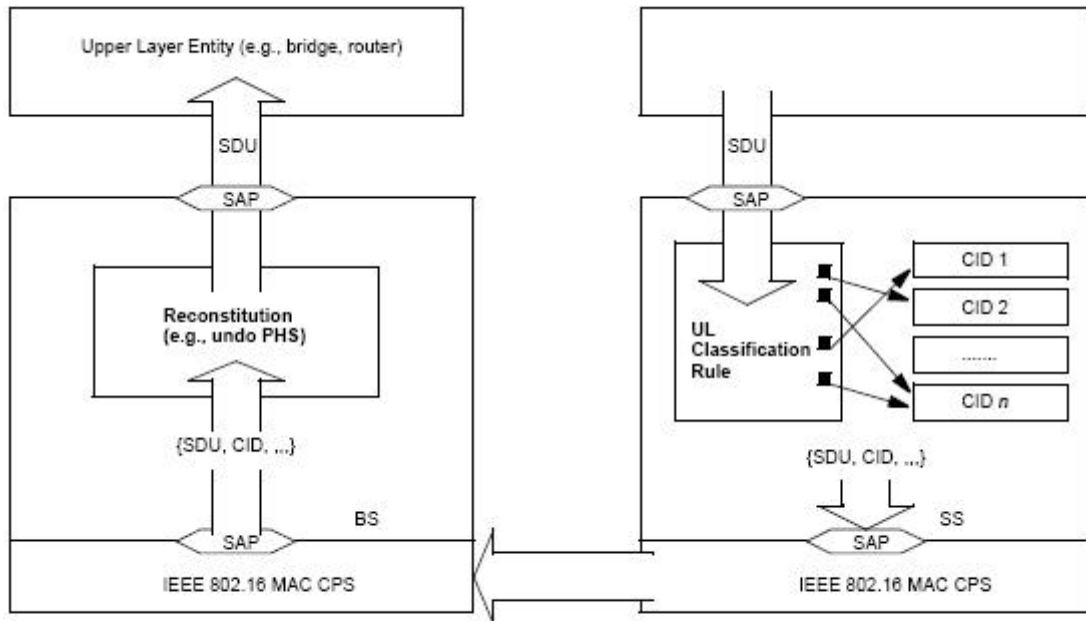 Upper Layer Entity (e.g., bridge, router)
SDU
SAP
Reconstitution
(e.g., undo PHS)
{SDU, CID, ,,,}
BS
SAP
IEEE 802.16 MAC CPS
SDU
SAP
UL
Classification
Rule
CID 1
CID 2
.......
CID n
{SDU, CID, ,,,}
SS
SAP
IEEE 802.16 MAC CPS